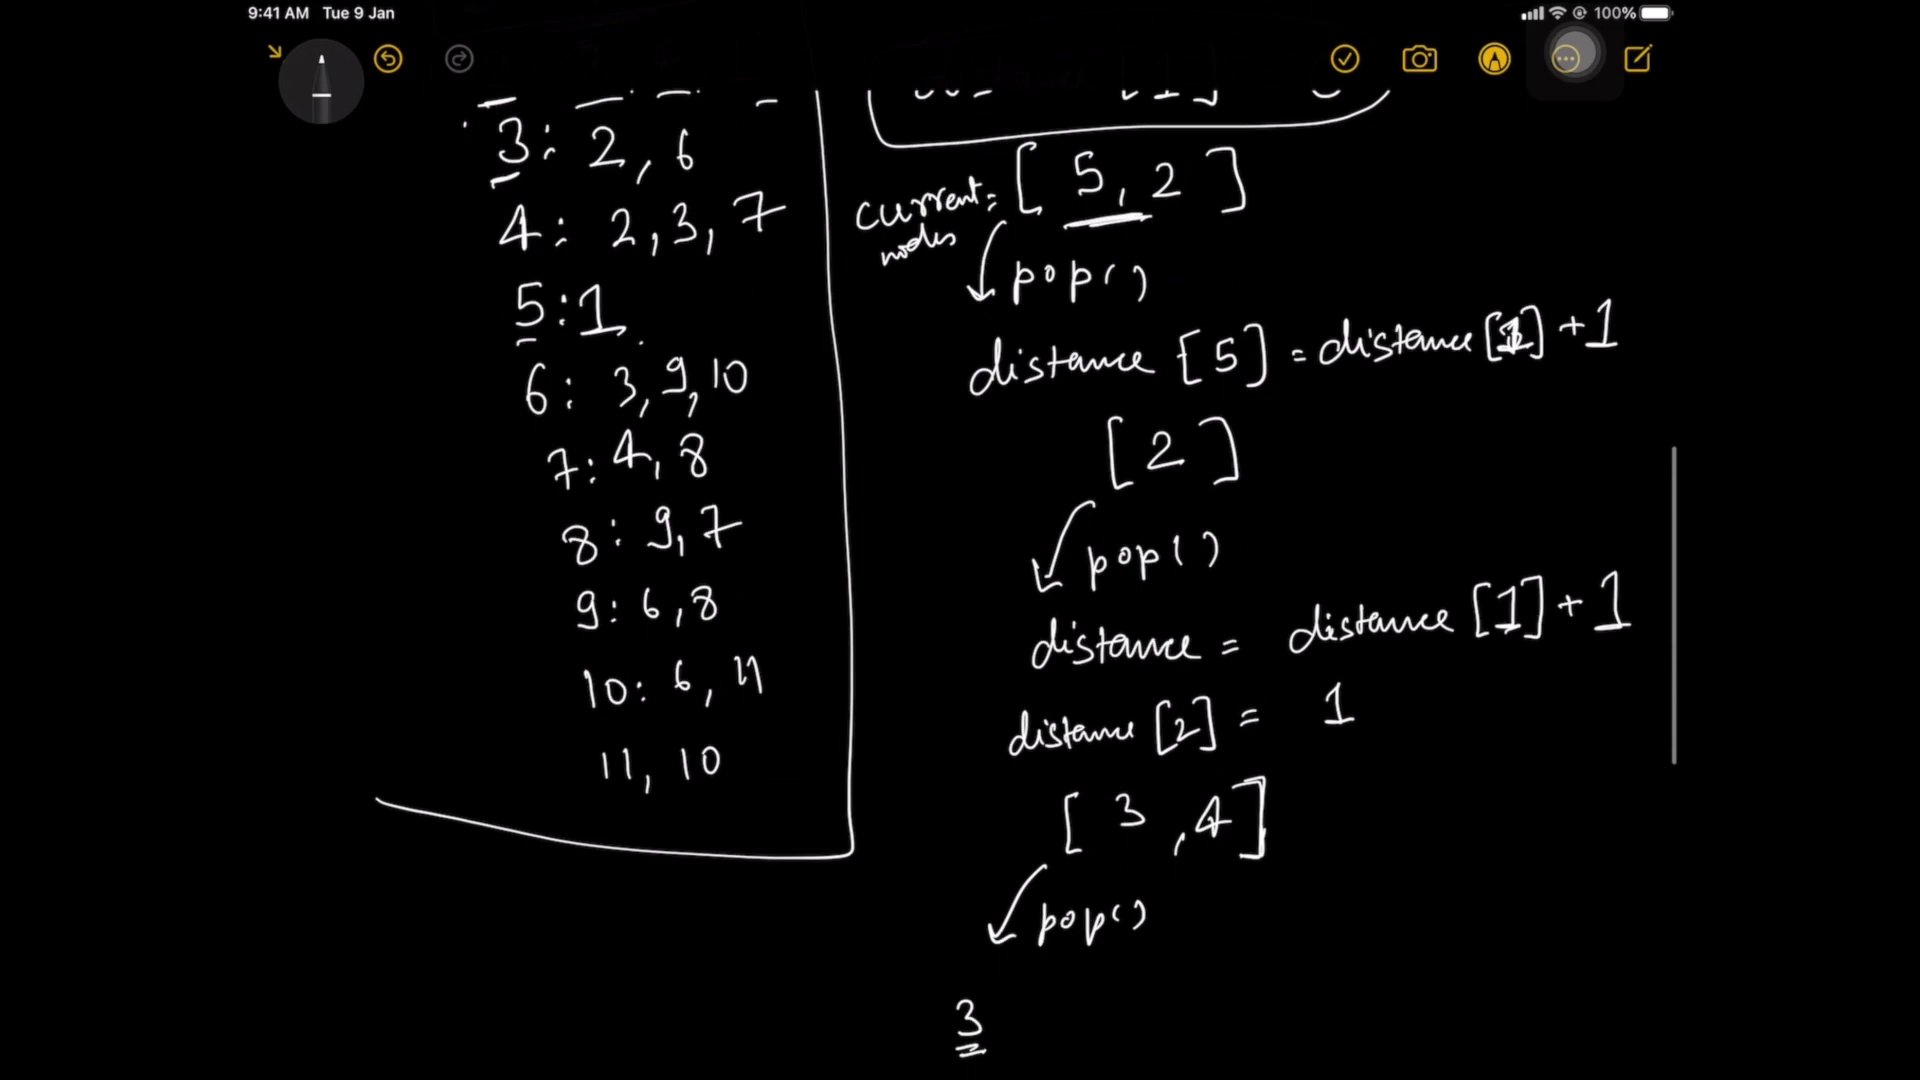 9:41 AM Tue 9 Jan
100%
3: 2, 6
4: 2, 3, 7
5:1
6: 3, 9, 10
7: 4, 8
8: 9, 7
9: 6, 8
10: 6, 11
11, 10
current nodes = [ 5, 2 ]
pop()
distance [5] = distance [1] + 1
[ 2 ]
pop()
distance = distance [1] + 1
distance [2] = 1
[ 3 , 4 ]
pop()
3